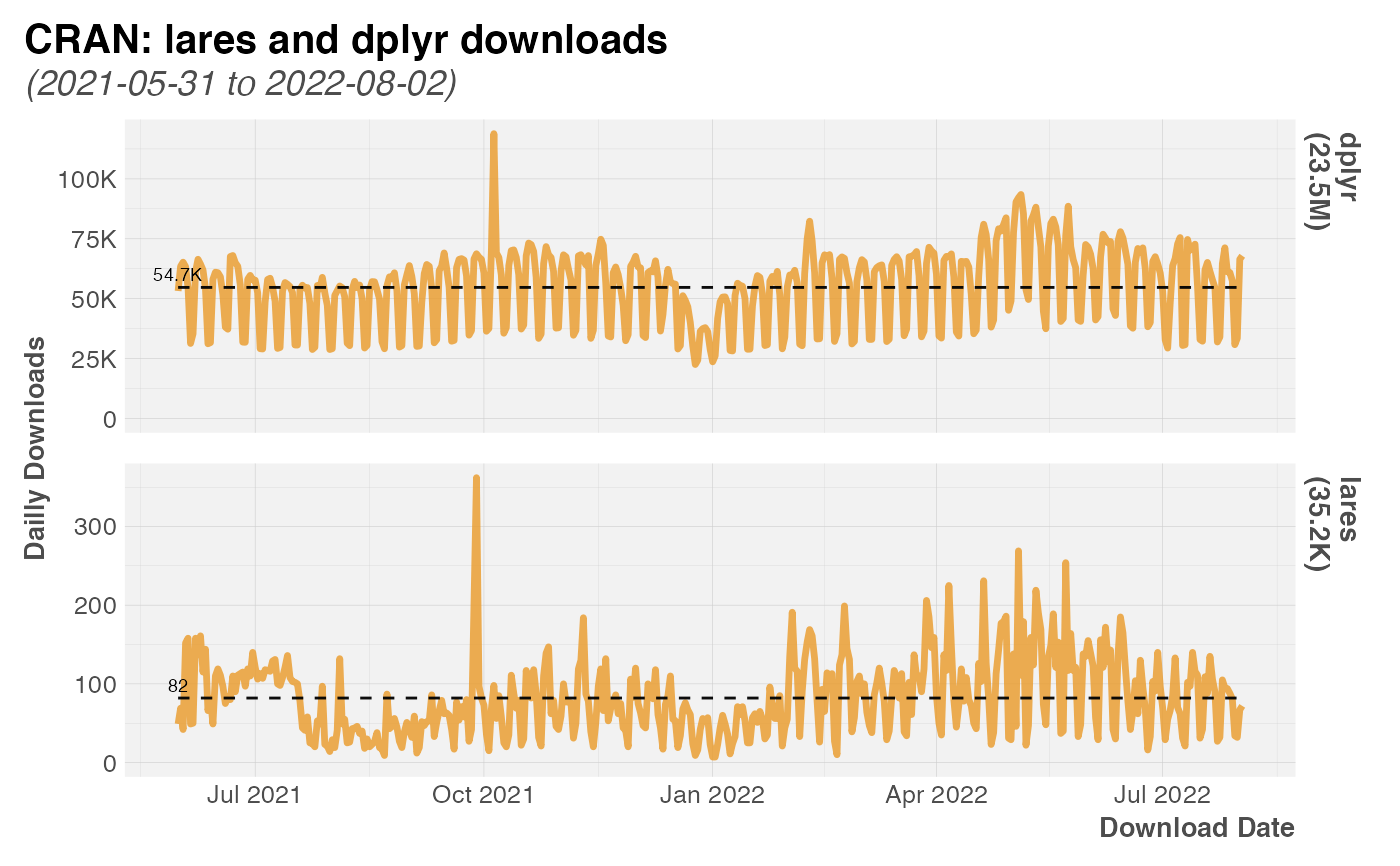 CRAN: lares and dplyr downloads
(2021-05-31 to 2022-08-02)
Dailly Downloads
100K
75K
50K
25K
0
54.7K
dplyr
(23.5M)
300
200
100
0
82
lares
(35.2K)
Jul 2021
Oct 2021
Jan 2022
Apr 2022
Jul 2022
Download Date